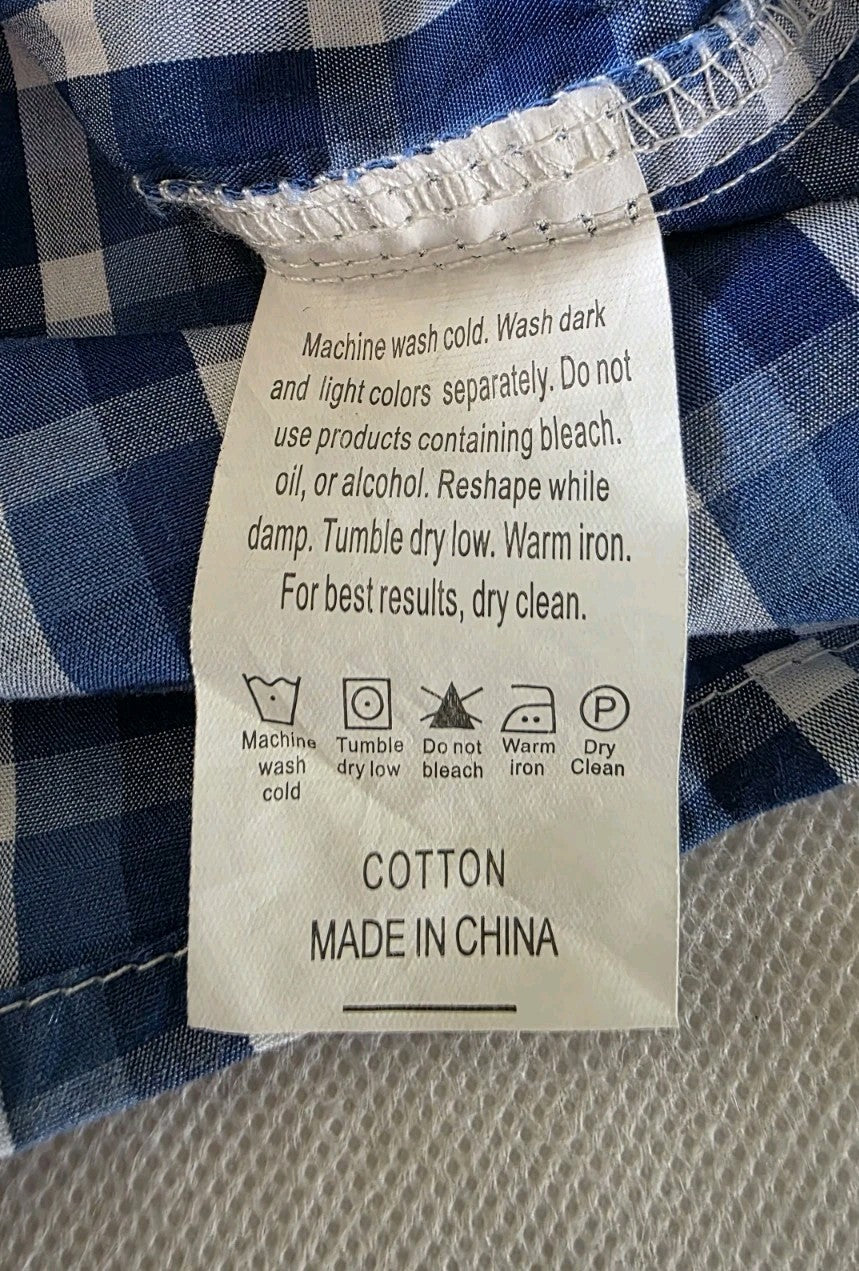 Machine wash cold. Wash dark
and light colors separately. Do not
use products containing bleach.
oil, or alcohol. Reshape while
damp. Tumble dry low. Warm iron.
For best results, dry clean.
P
Machine wash cold
Tumble dry low
Do not bleach
Warm iron
Dry Clean
COTTON
MADE IN CHINA